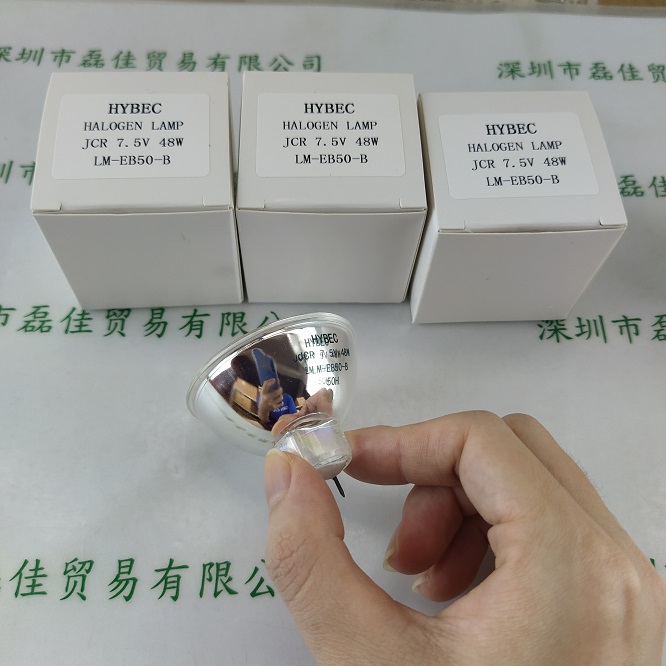 深圳市磊佳贸易有限公司
深圳市磊佳
HYBEC
HALOGEN LAMP
JCR 7.5V 48W
LM-EB50-B
HYBEC
HALOGEN LAMP
JCR 7.5V 48W
LM-EB50-B
HYBEC
HALOGEN LAMP
JCR 7.5V 48W
LM-EB50-B
市磊佳贸易有限公
深圳市磊
HYBEC
JCR 7.5V 48W
LM-EB50-B
50H
佳贸易有限公